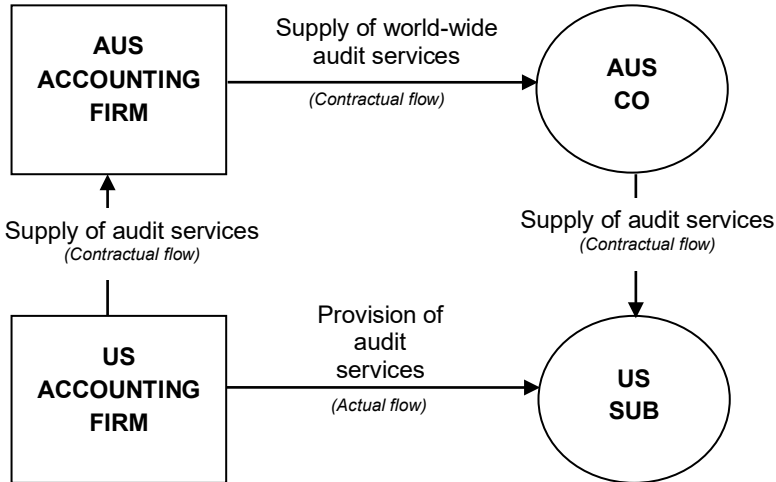 AUS
ACCOUNTING
FIRM
Supply of world-wide
audit services
(Contractual flow)
AUS
CO
Supply of audit services
(Contractual flow)
Supply of audit services
(Contractual flow)
US
ACCOUNTING
FIRM
Provision of
audit
services
(Actual flow)
US
SUB